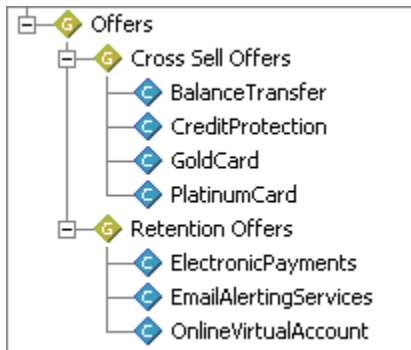 G Offers
G Cross Sell Offers
C BalanceTransfer
C CreditProtection
C GoldCard
C PlatinumCard
G Retention Offers
C ElectronicPayments
C EmailAlertingServices
C OnlineVirtualAccount